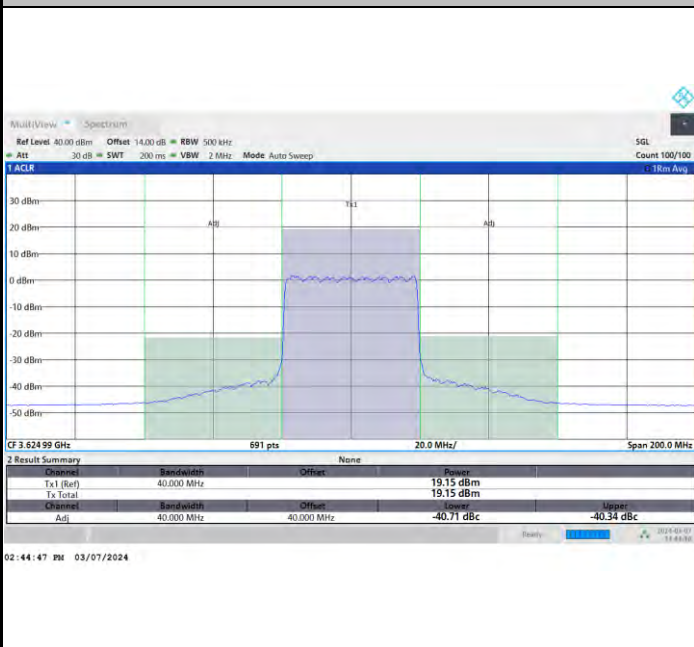 MultiView Spectrum
Ref Level 40.00 dBm Offset 14.00 dB RBW 500 kHz SGL
Att 30 dB SWT 200 ms VBW 2 MHz Mode Auto Sweep Count 100/100
1 ACLR 1Rm Avg
30 dBm
Tx1
20 dBm Adj Adj
10 dBm
0 dBm
-10 dBm
-20 dBm
-30 dBm
-40 dBm
-50 dBm
CF 3.624 99 GHz 691 pts 20.0 MHz/ Span 200.0 MHz
2 Result Summary None
Channel Bandwidth Offset Power
Tx1 (Ref) 40.000 MHz 19.15 dBm
Tx Total 19.15 dBm
Channel Bandwidth Offset Lower Upper
Adj 40.000 MHz 40.000 MHz -40.71 dBc -40.34 dBc
Ready
02:44:47 PM 03/07/2024